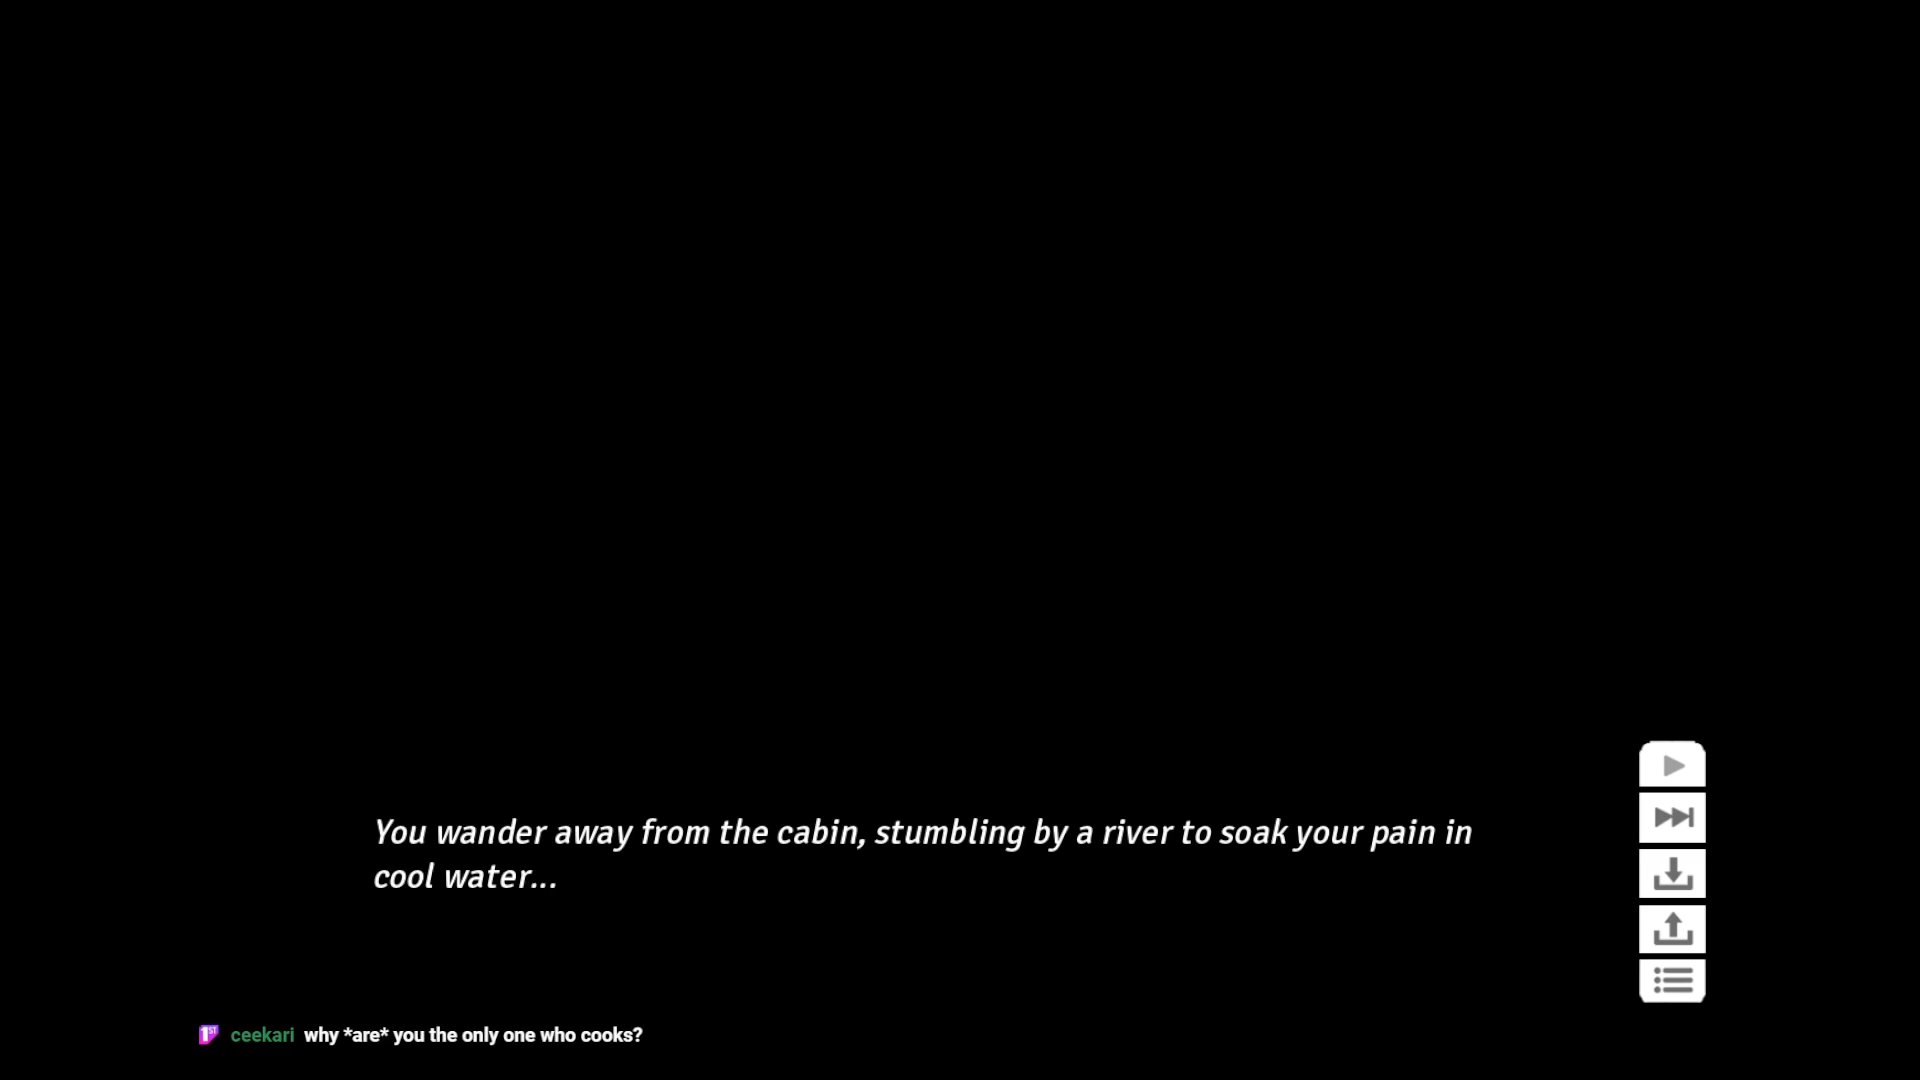 You wander away from the cabin, stumbling by a river to soak your pain in
cool water...
1ST ceekari why *are* you the only one who cooks?